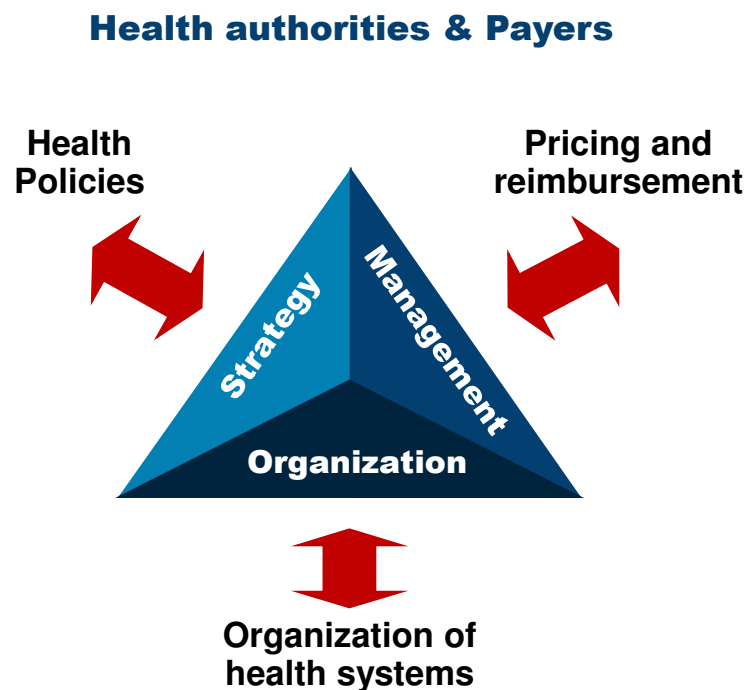 Health authorities & Payers
Health
Policies
Pricing and
reimbursement
Strategy
Management
Organization
Organization of
health systems